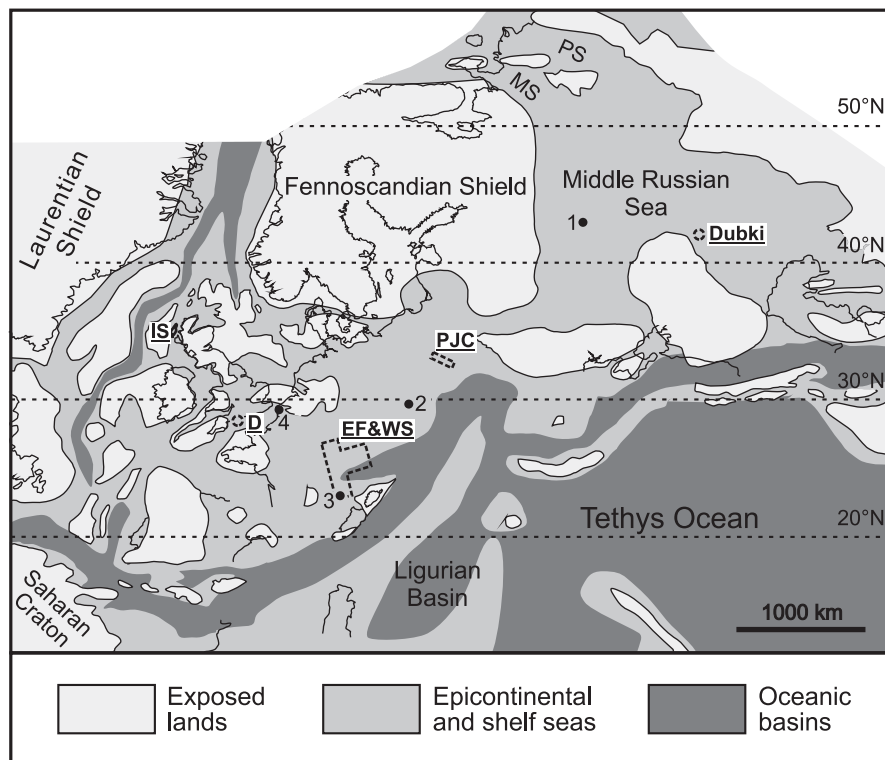 PS
MS
50°N
Laurentian
Shield
Fennoscandian Shield
Middle Russian
Sea
1
Dubki
40°N
IS
PJC
30°N
2
D
4
EF&WS
3
Tethys Ocean
20°N
Ligurian
Basin
Saharan
Craton
1000 km
Exposed
lands
Epicontinental
and shelf seas
Oceanic
basins